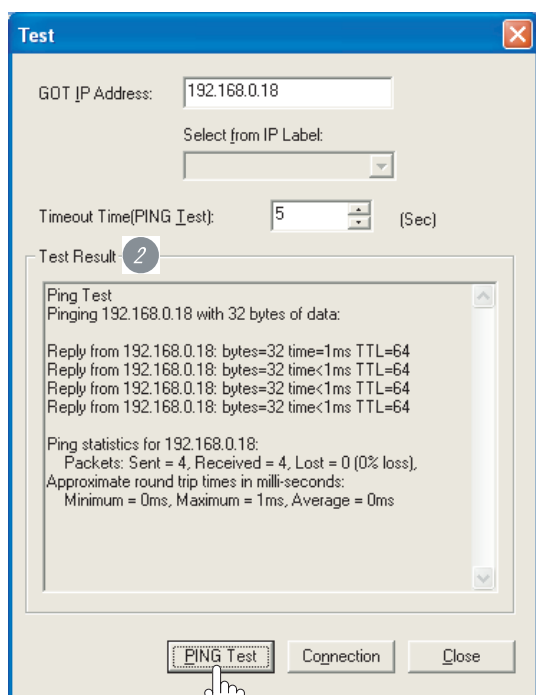 Test
GOT IP Address: 192.168.0.18
Select from IP Label:
Timeout Time(PING Test): 5 (Sec)
Test Result 2
Ping Test
Pinging 192.168.0.18 with 32 bytes of data:
Reply from 192.168.0.18: bytes=32 time=1ms TTL=64
Reply from 192.168.0.18: bytes=32 time<1ms TTL=64
Reply from 192.168.0.18: bytes=32 time<1ms TTL=64
Reply from 192.168.0.18: bytes=32 time<1ms TTL=64
Ping statistics for 192.168.0.18:
Packets: Sent = 4, Received = 4, Lost = 0 (0% loss),
Approximate round trip times in milli-seconds:
Minimum = 0ms, Maximum = 1ms, Average = 0ms
PING Test Connection Close